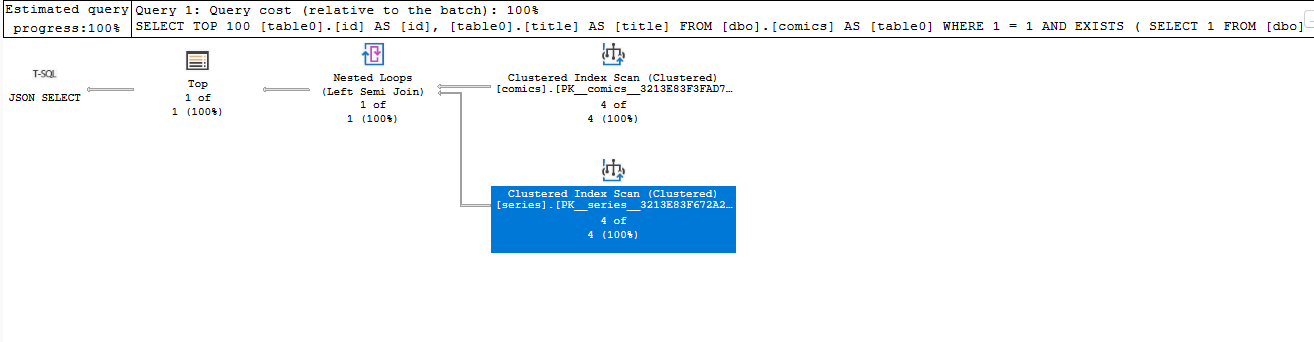 Estimated query
progress:100%
Query 1: Query cost (relative to the batch): 100%
SELECT TOP 100 [table0].[id] AS [id], [table0].[title] AS [title] FROM [dbo].[comics] AS [table0] WHERE 1 = 1 AND EXISTS ( SELECT 1 FROM [dbo]
T-SQL
JSON SELECT
Top
1 of
1 (100%)
Nested Loops
(Left Semi Join)
1 of
1 (100%)
Clustered Index Scan (Clustered)
[comics].[PK__comics__3213E83F3FAD7…
4 of
4 (100%)
Clustered Index Scan (Clustered)
[series].[PK__series__3213E83F672A2…
4 of
4 (100%)